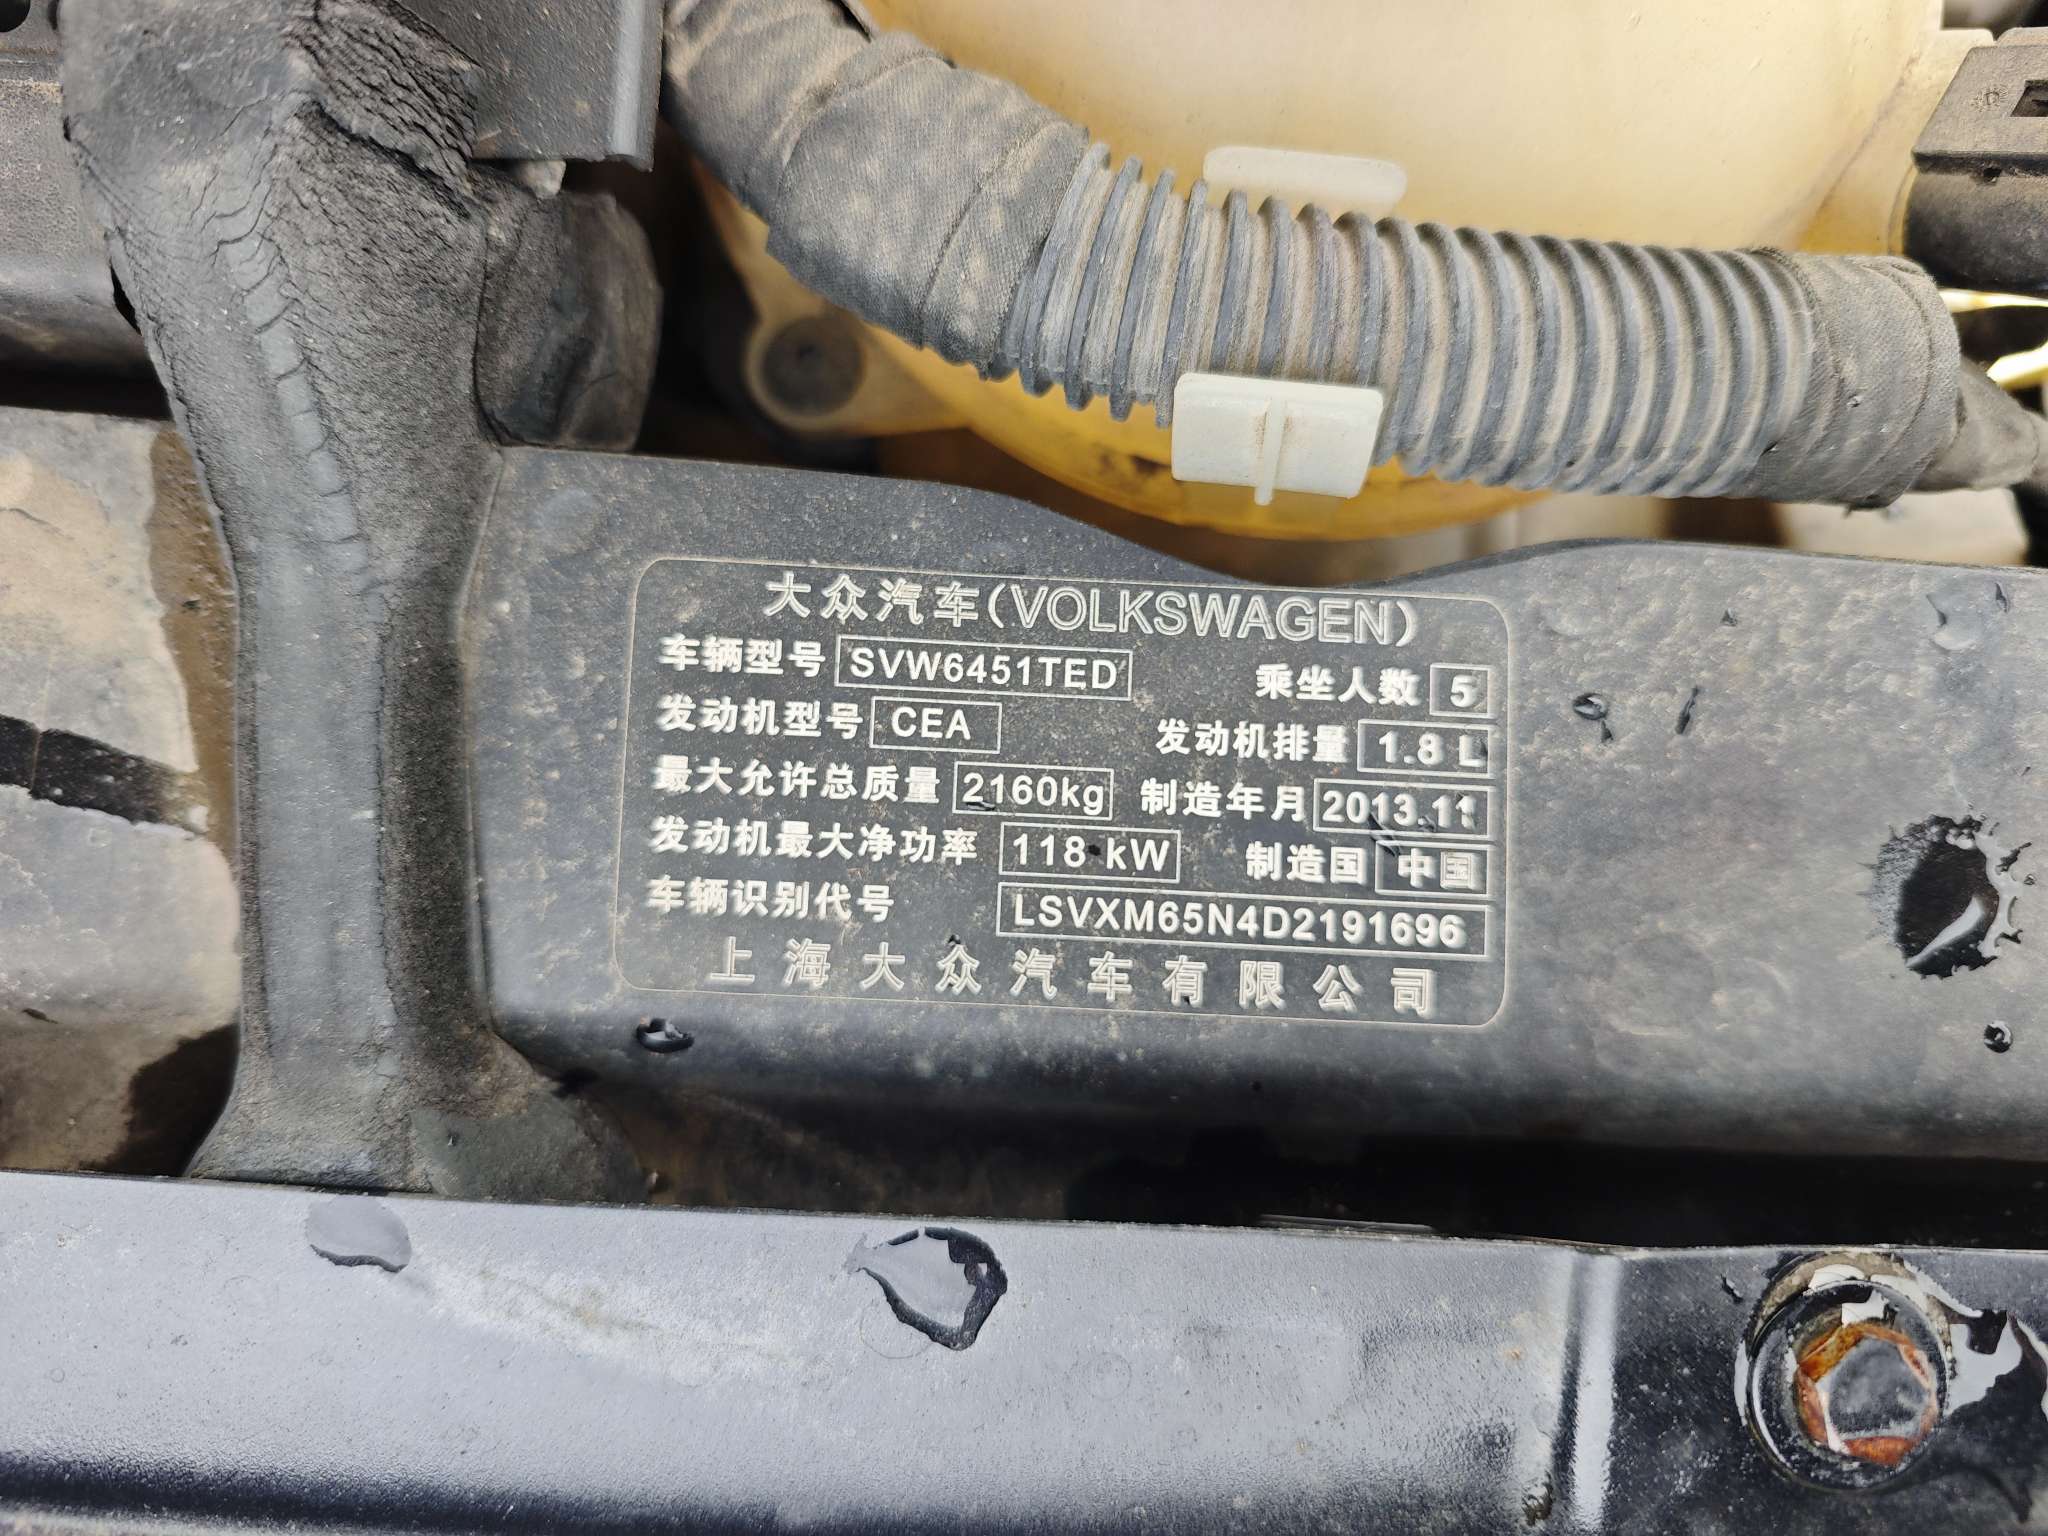 大众汽车(VOLKSWAGEN)
车辆型号 SVW6451TED 乘坐人数 5
发动机型号 CEA 发动机排量 1.8 L
最大允许总质量 2160kg 制造年月 2013.11
发动机最大净功率 118 kW 制造国 中国
车辆识别代号 LSVXM65N4D2191696
上海大众汽车有限公司